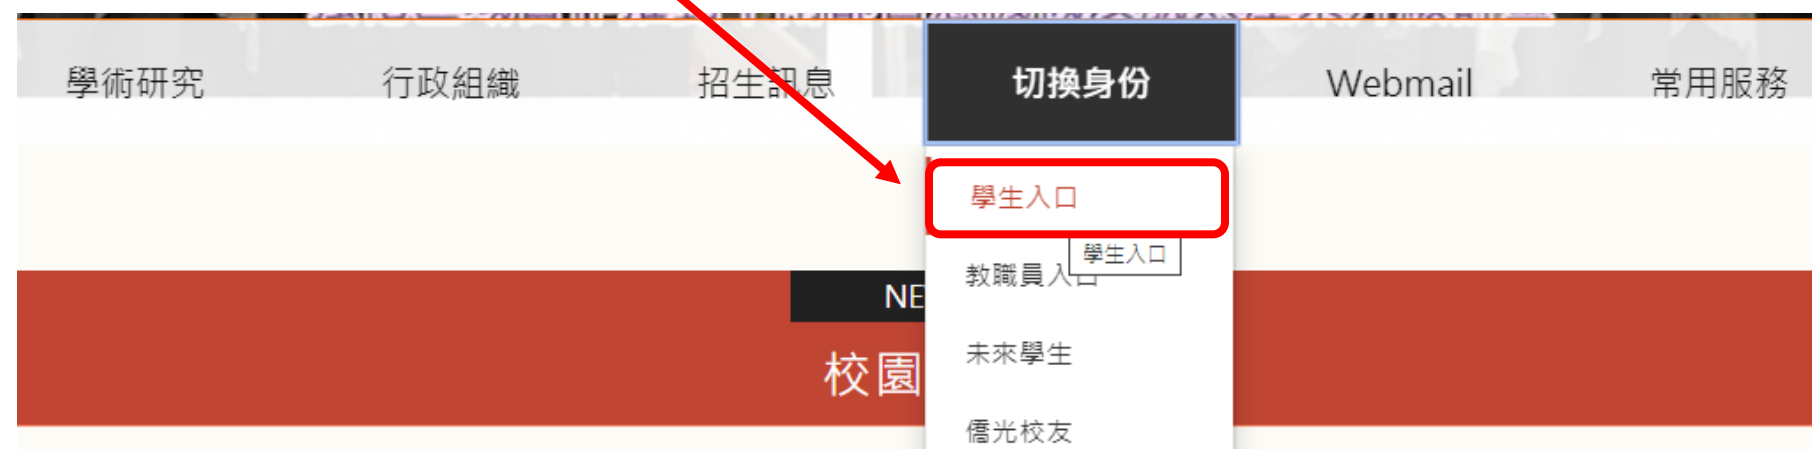 學術研究
行政組織
招生訊息
切換身份
Webmail
常用服務
學生入口
學生入口
教職員入口
NE
未來學生
校園
僑光校友